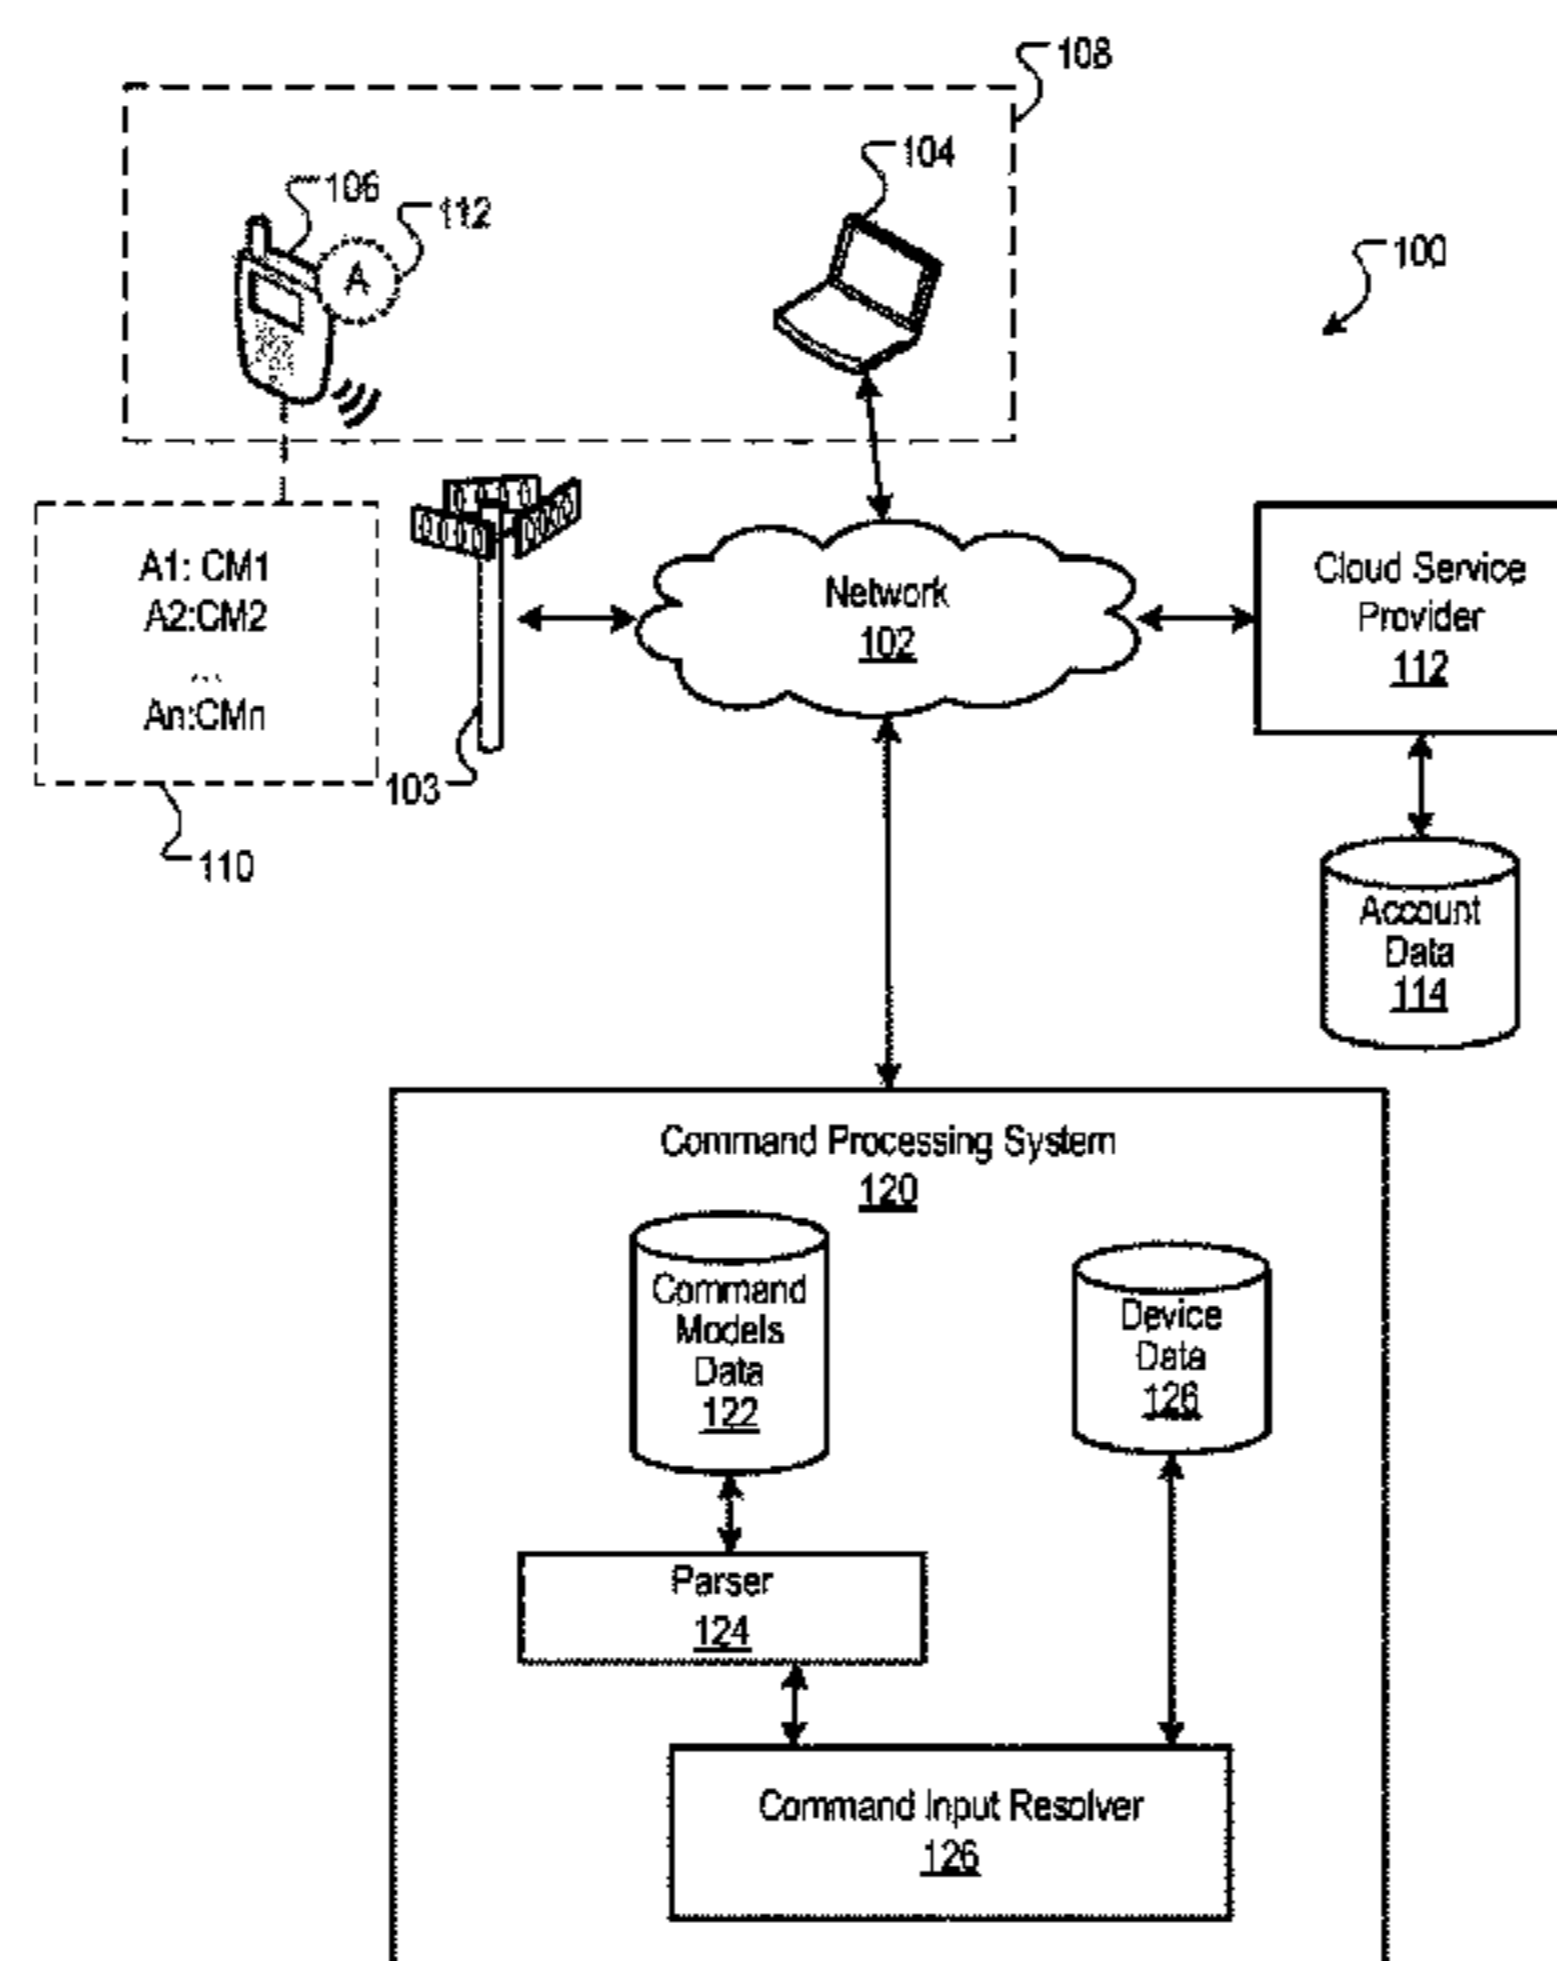 108
104
106
112
A
100
A1: CM1
A2:CM2
...
An:CMn
Network
102
Cloud Service
Provider
112
103
110
Account
Data
114
Command Processing System
120
Command
Models
Data
122
Device
Data
126
Parser
124
Command Input Resolver
126